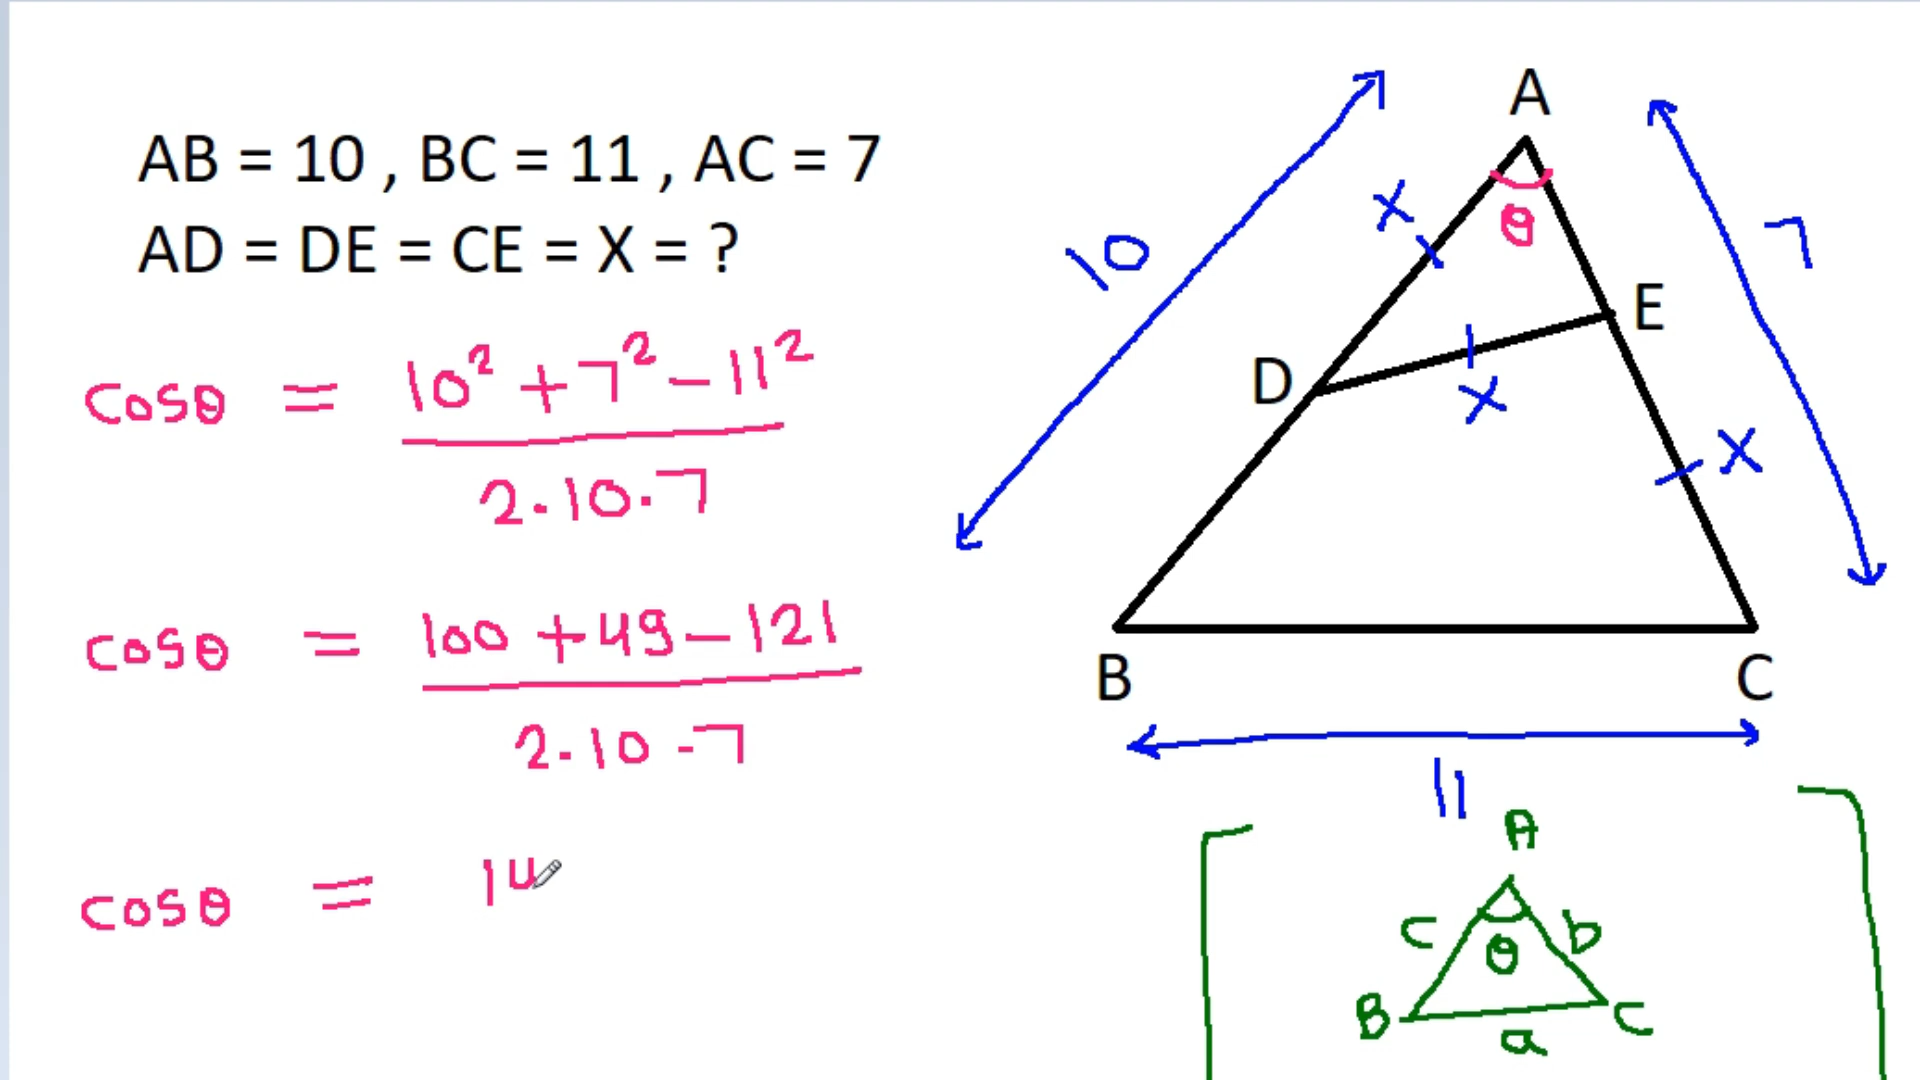 AB = 10 , BC = 11 , AC = 7
AD = DE = CE = X = ?
cosθ = 10² + 7² - 11² / 2·10·7
cosθ = 100 + 49 - 121 / 2·10·7
cosθ = 14
A
θ
x
10
7
E
D
x
x
B
C
11
A
c
θ
b
B
a
C